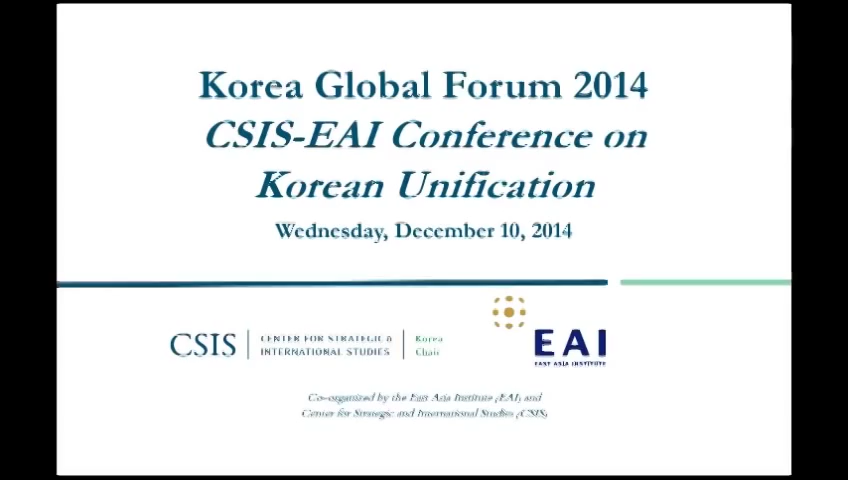 Korea Global Forum 2014
CSIS-EAI Conference on
Korean Unification
Wednesday, December 10, 2014
CSIS
CENTER FOR STRATEGIC &
INTERNATIONAL STUDIES
Korea
Chair
EAI
EAST ASIA INSTITUTE
Co-organized by the East Asia Institute (EAI) and
Center for Strategic and International Studies (CSIS)